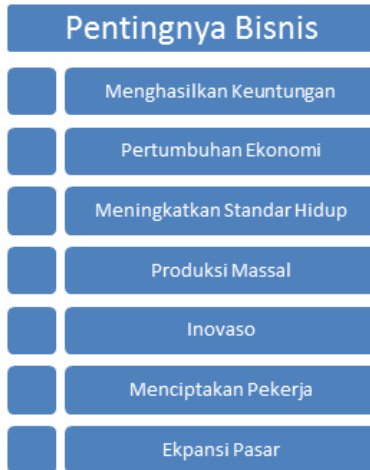 Pentingnya Bisnis
Menghasilkan Keuntungan
Pertumbuhan Ekonomi
Meningkatkan Standar Hidup
Produksi Massal
Inovaso
Menciptakan Pekerja
Ekpansi Pasar